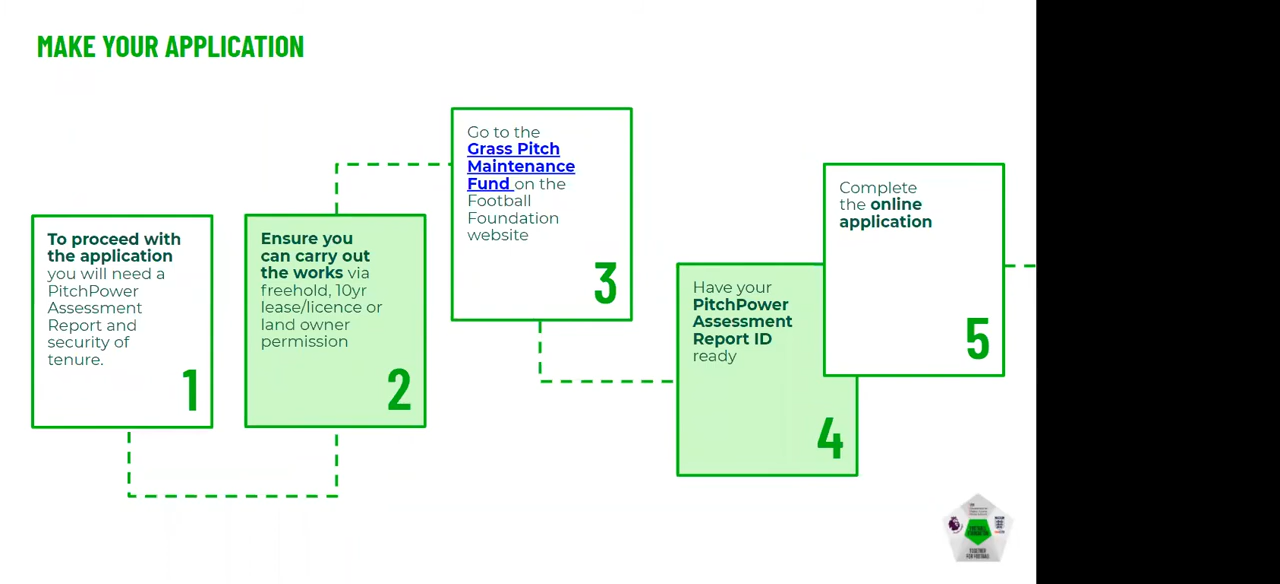 MAKE YOUR APPLICATION
To proceed with
the application
you will need a
PitchPower
Assessment
Report and
security of
tenure.
1
Ensure you
can carry out
the works via
freehold, 10yr
lease/licence or
land owner
permission
2
Go to the
Grass Pitch
Maintenance
Fund on the
Football
Foundation
website
3
Have your
PitchPower
Assessment
Report ID
ready
4
Complete
the online
application
5
TOGETHER
FOR FOOTBALL